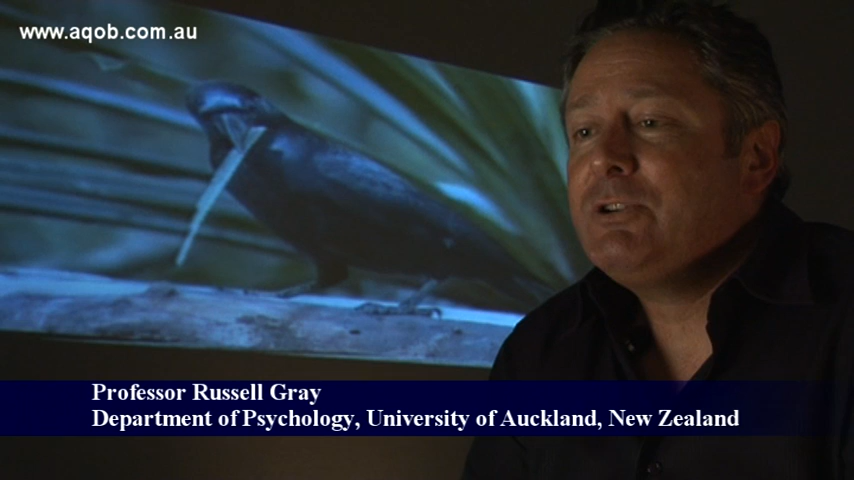 www.aqob.com.au
Professor Russell Gray
Department of Psychology, University of Auckland, New Zealand